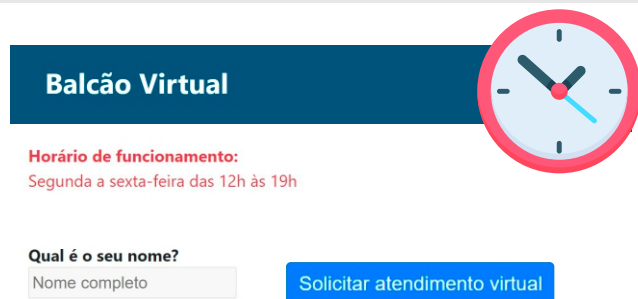 Balcão Virtual
Horário de funcionamento:
Segunda a sexta-feira das 12h às 19h
Qual é o seu nome?
Nome completo
Solicitar atendimento virtual